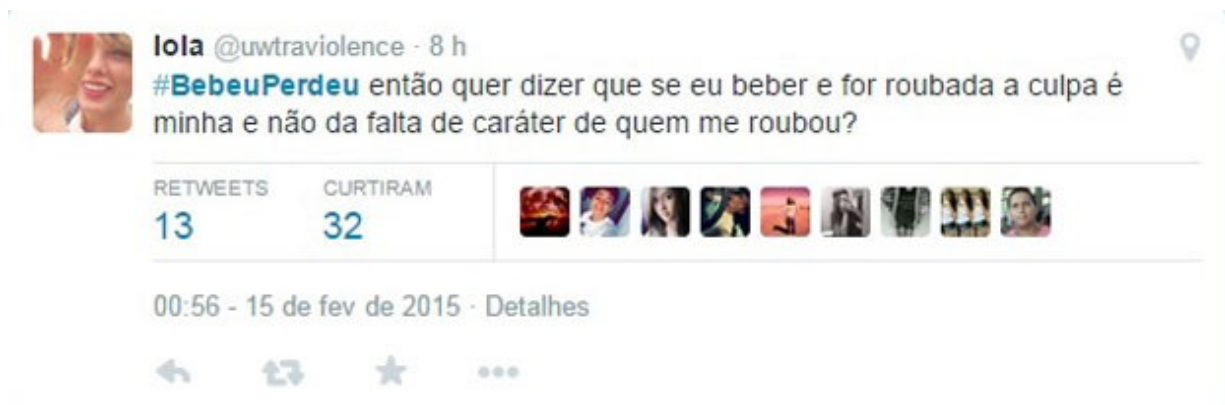 lola @uwtraviolence · 8 h
#BebeuPerdeu então quer dizer que se eu beber e for roubada a culpa é
minha e não da falta de caráter de quem me roubou?
RETWEETS CURTIRAM
13 32
00:56 - 15 de fev de 2015 · Detalhes